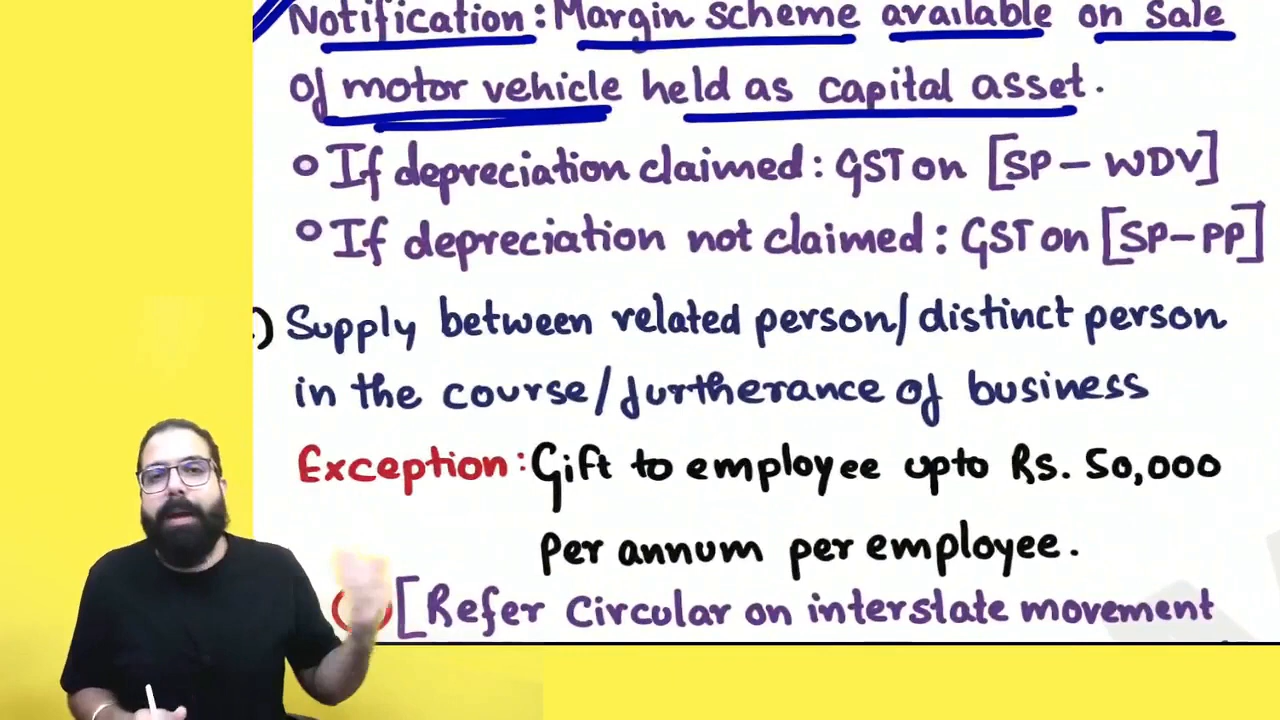 Notification: Margin scheme available on sale
of motor vehicle held as capital asset.
o If depreciation claimed: GST on [SP - WDV]
o If depreciation not claimed: GST on [SP-PP]
) Supply between related person/distinct person
in the course/furtherance of business
Exception: Gift to employee upto Rs. 50,000
per annum per employee.
[Refer Circular on interstate movement